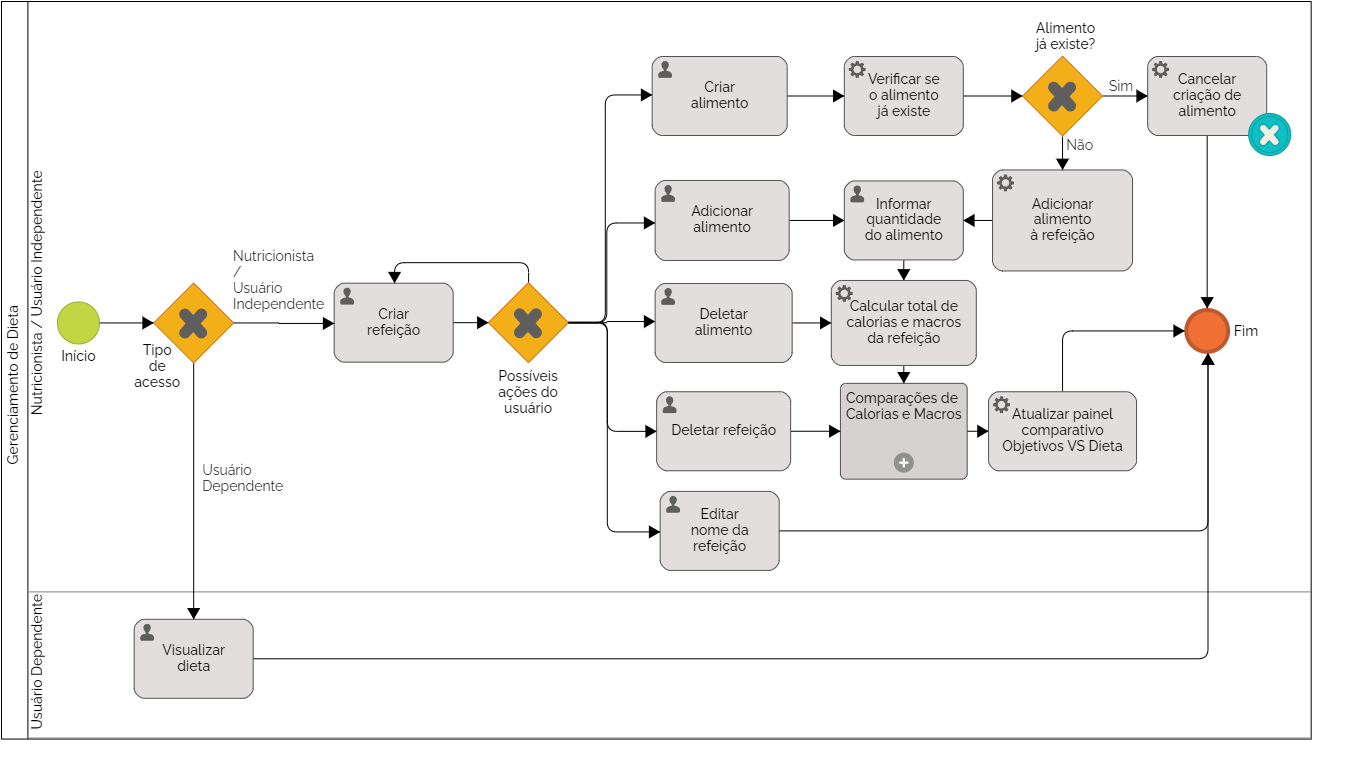 Gerenciamento de Dieta
Nutricionista / Usuário Independente
Início
Tipo
de
acesso
Nutricionista
/
Usuário
Independente
Usuário
Dependente
Criar
refeição
Possíveis
ações do
usuário
Criar
alimento
Verificar se
o alimento
já existe
Alimento
já existe?
Sim
Não
Cancelar
criação de
alimento
Adicionar
alimento
Informar
quantidade
do alimento
Adicionar
alimento
à refeição
Deletar
alimento
Calcular total de
calorias e macros
da refeição
Fim
Deletar refeição
Comparações de
Calorias e Macros
Atualizar painel
comparativo
Objetivos VS Dieta
Editar
nome da
refeição
Usuário Dependente
Visualizar
dieta